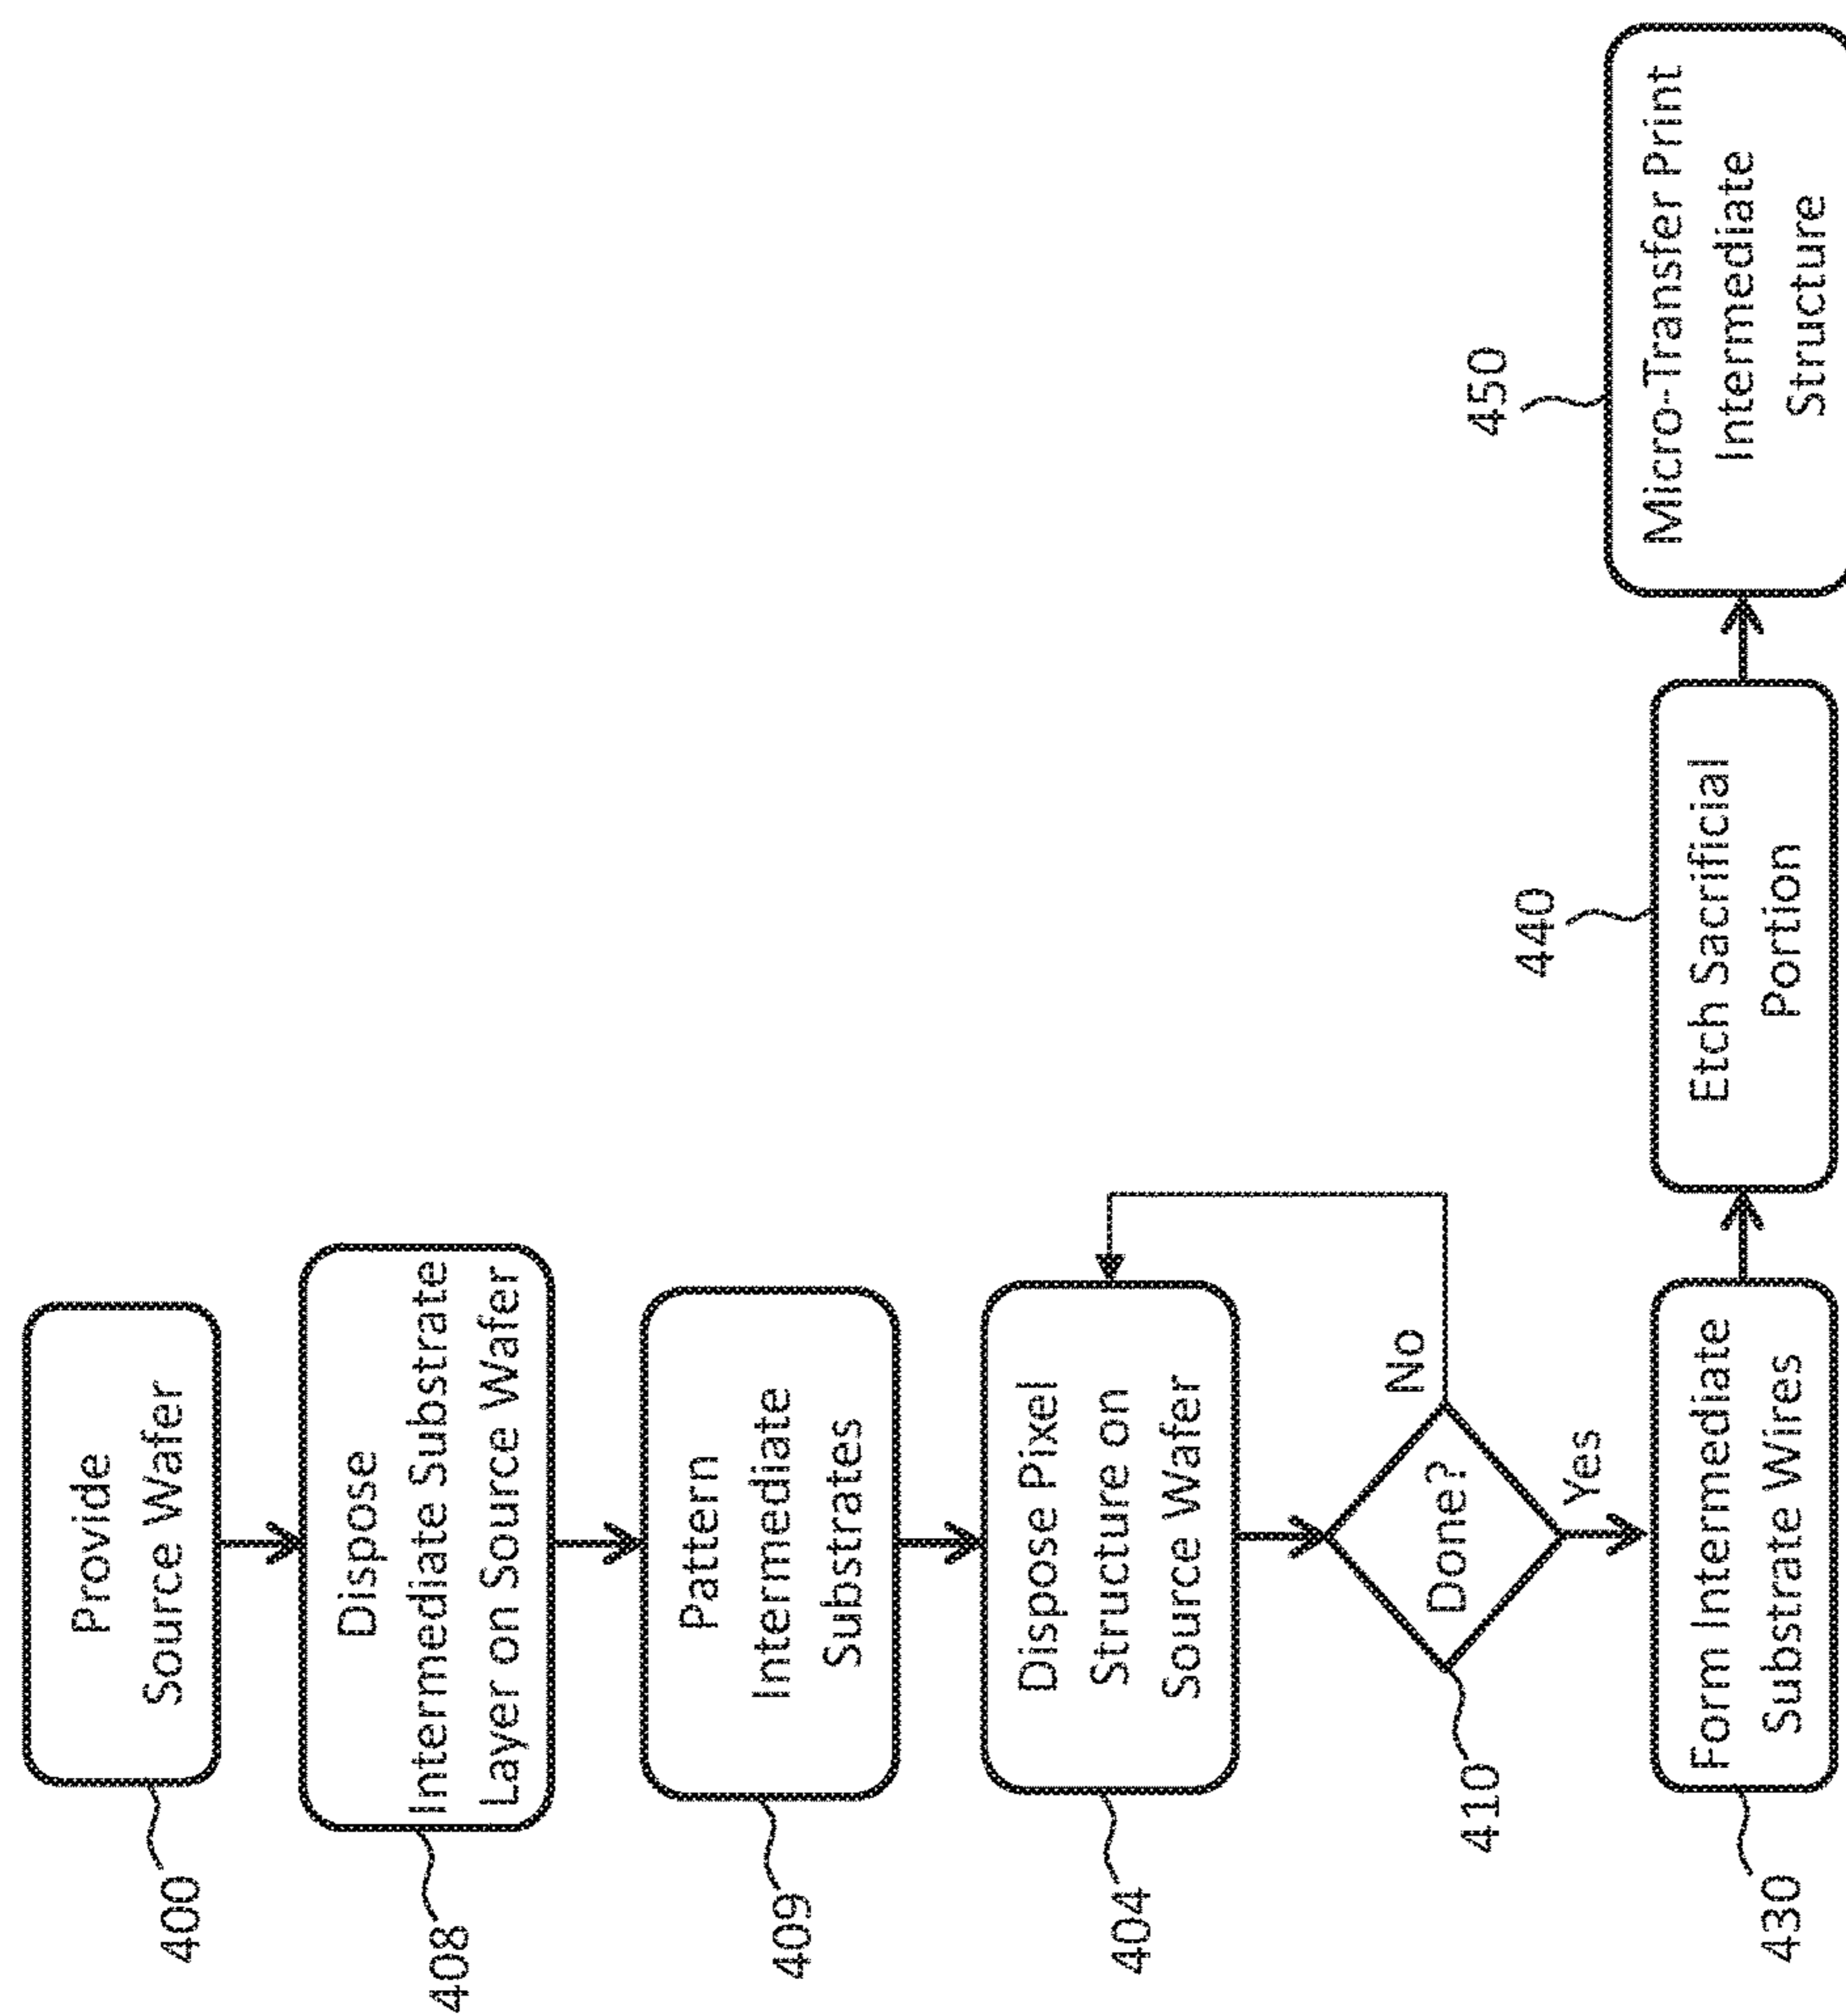 400
Provide
Source Wafer
408
Dispose
Intermediate Substrate
Layer on Source Wafer
409
Pattern
Intermediate
Substrates
404
Dispose Pixel
Structure on
Source Wafer
410
Done?
No
Yes
430
Form Intermediate
Substrate Wires
440
Etch Sacrificial
Portion
450
Micro-Transfer Print
Intermediate
Structure